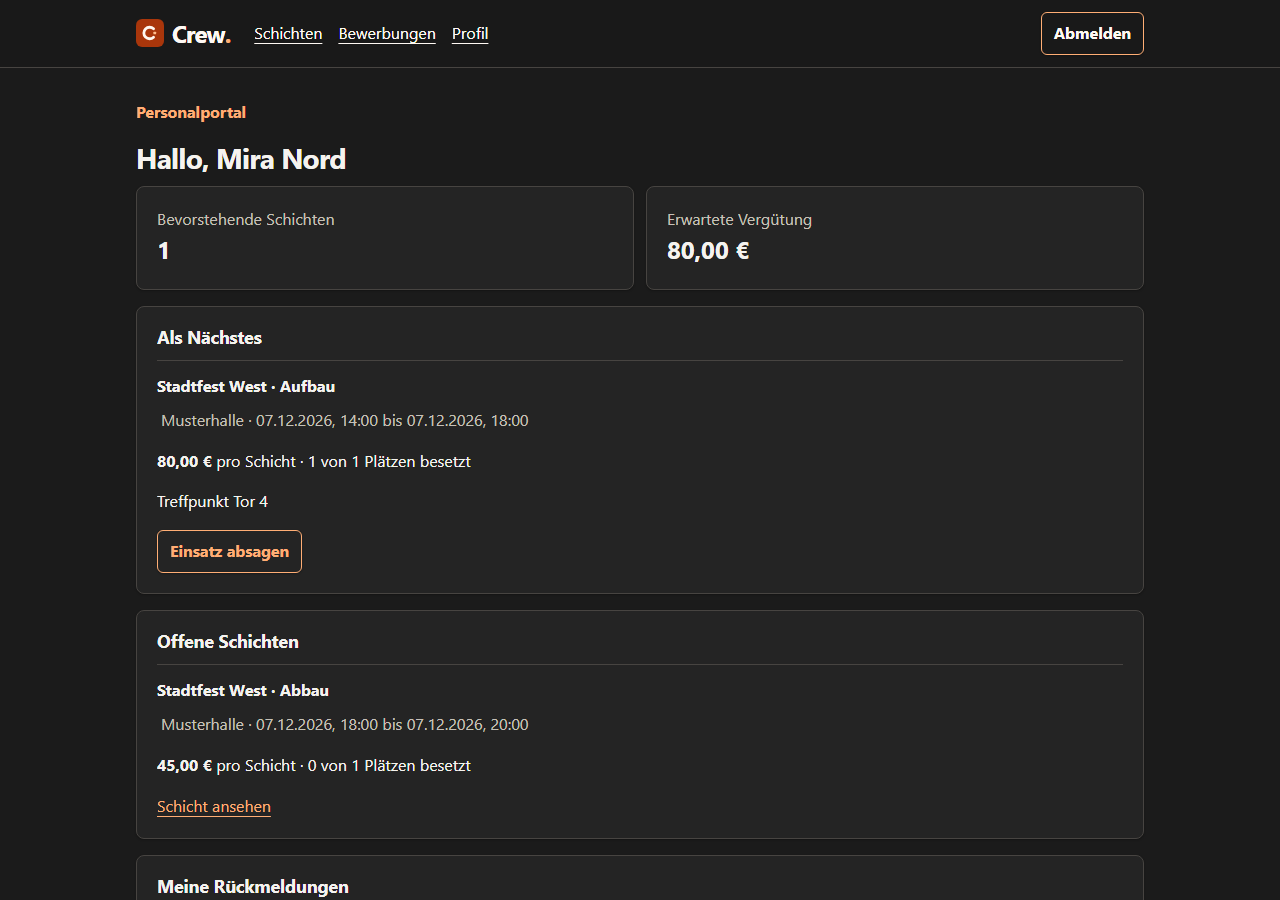 C Crew. Schichten Bewerbungen Profil Abmelden
Personalportal
Hallo, Mira Nord
Bevorstehende Schichten
1
Erwartete Vergütung
80,00 €
Als Nächstes
Stadtfest West · Aufbau
Musterhalle · 07.12.2026, 14:00 bis 07.12.2026, 18:00
80,00 € pro Schicht · 1 von 1 Plätzen besetzt
Treffpunkt Tor 4
Einsatz absagen
Offene Schichten
Stadtfest West · Abbau
Musterhalle · 07.12.2026, 18:00 bis 07.12.2026, 20:00
45,00 € pro Schicht · 0 von 1 Plätzen besetzt
Schicht ansehen
Meine Rückmeldungen